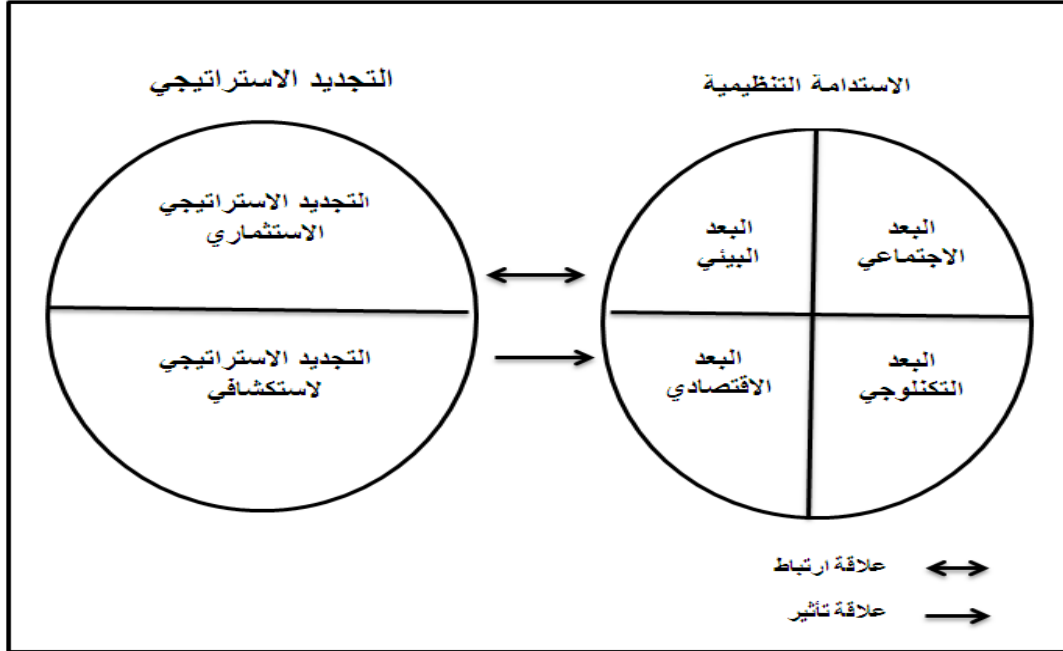 الاستدامة التنظيمية
التجديد الاستراتيجي
البعد
الاجتماعي
البعد
البيئي
البعد
التكنلوجي
البعد
الاقتصادي
التجديد الاستراتيجي
الاستثماري
التجديد الاستراتيجي
لاستكشافي
علاقة ارتباط
علاقة تأثير